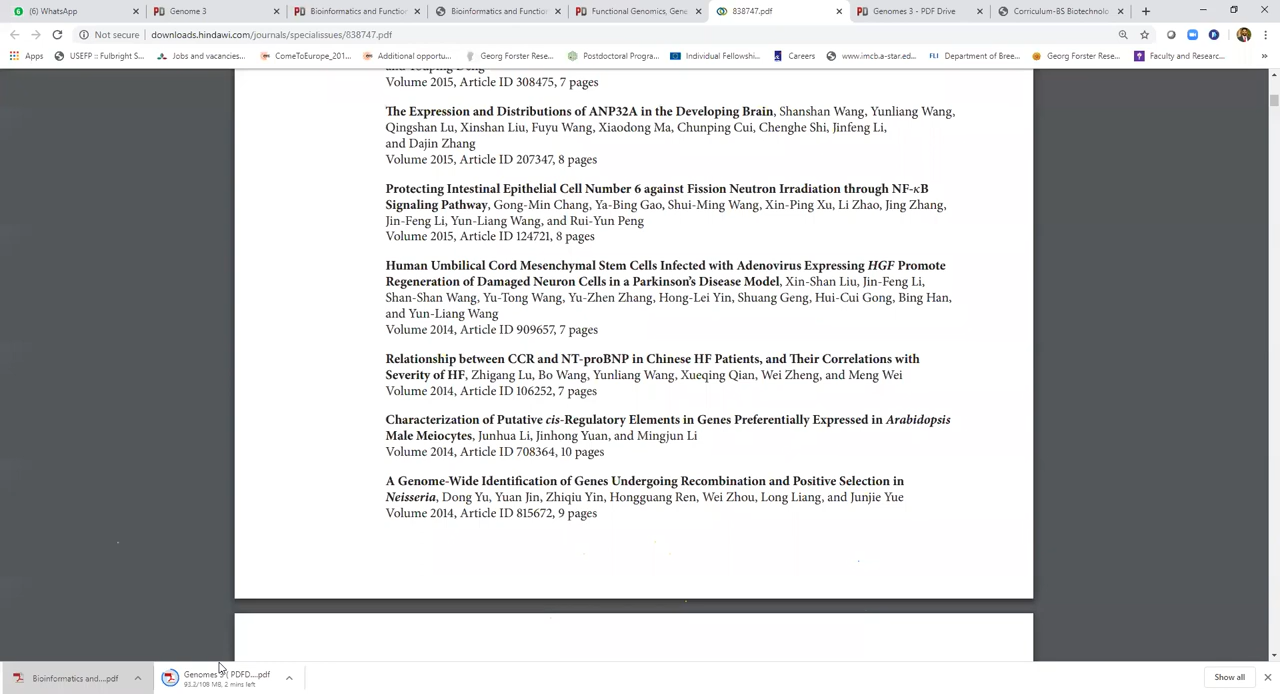 (6) WhatsApp
Genome 3
Bioinformatics and Function
Bioinformatics and Function
Functional Genomics, Gene
838747.pdf
Genomes 3 - PDF Drive
Curriculum-BS Biotechnolo
Not secure | downloads.hindawi.com/journals/specialissues/838747.pdf
Apps
USEFP :: Fulbright S...
Jobs and vacancies...
ComeToEurope_201...
Additional opportu...
Georg Forster Rese...
Postdoctoral Progra...
Individual Fellowshi...
Careers
www.imcb.a-star.ed...
FLI Department of Bree...
Georg Forster Rese...
Faculty and Researc...
Volume 2015, Article ID 308475, 7 pages
The Expression and Distributions of ANP32A in the Developing Brain, Shanshan Wang, Yunliang Wang,
Qingshan Lu, Xinshan Liu, Fuyu Wang, Xiaodong Ma, Chunping Cui, Chenghe Shi, Jinfeng Li,
and Dajin Zhang
Volume 2015, Article ID 207347, 8 pages
Protecting Intestinal Epithelial Cell Number 6 against Fission Neutron Irradiation through NF-κB
Signaling Pathway, Gong-Min Chang, Ya-Bing Gao, Shui-Ming Wang, Xin-Ping Xu, Li Zhao, Jing Zhang,
Jin-Feng Li, Yun-Liang Wang, and Rui-Yun Peng
Volume 2015, Article ID 124721, 8 pages
Human Umbilical Cord Mesenchymal Stem Cells Infected with Adenovirus Expressing HGF Promote
Regeneration of Damaged Neuron Cells in a Parkinson's Disease Model, Xin-Shan Liu, Jin-Feng Li,
Shan-Shan Wang, Yu-Tong Wang, Yu-Zhen Zhang, Hong-Lei Yin, Shuang Geng, Hui-Cui Gong, Bing Han,
and Yun-Liang Wang
Volume 2014, Article ID 909657, 7 pages
Relationship between CCR and NT-proBNP in Chinese HF Patients, and Their Correlations with
Severity of HF, Zhigang Lu, Bo Wang, Yunliang Wang, Xueqing Qian, Wei Zheng, and Meng Wei
Volume 2014, Article ID 106252, 7 pages
Characterization of Putative cis-Regulatory Elements in Genes Preferentially Expressed in Arabidopsis
Male Meiocytes, Junhua Li, Jinhong Yuan, and Mingjun Li
Volume 2014, Article ID 708364, 10 pages
A Genome-Wide Identification of Genes Undergoing Recombination and Positive Selection in
Neisseria, Dong Yu, Yuan Jin, Zhiqiu Yin, Hongguang Ren, Wei Zhou, Long Liang, and Junjie Yue
Volume 2014, Article ID 815672, 9 pages
Bioinformatics and....pdf
Genomes 3 ( PDFD....pdf
93.2/108 MB, 2 mins left
Show all